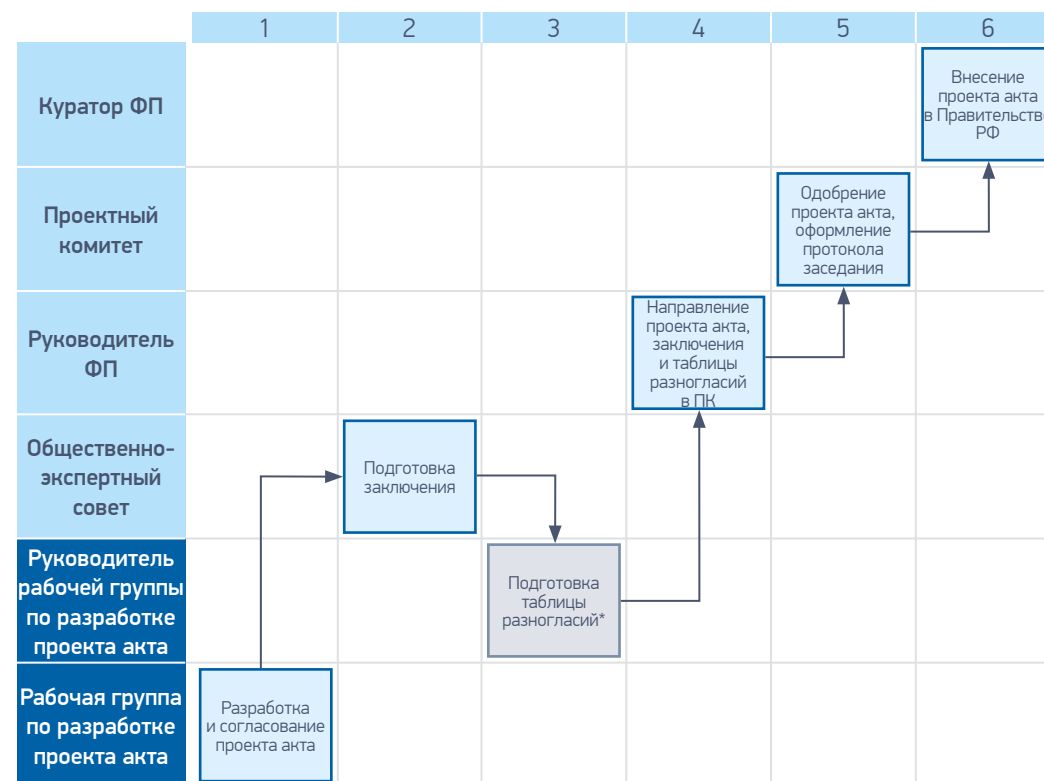 1 2 3 4 5 6
Куратор ФП
Внесение
проекта акта
в Правительство
РФ
Проектный
комитет
Одобрение
проекта акта,
оформление
протокола
заседания
Руководитель
ФП
Направление
проекта акта,
заключения
и таблицы
разногласий
в ПК
Общественно-
экспертный
совет
Подготовка
заключения
Руководитель
рабочей группы
по разработке
проекта акта
Подготовка
таблицы
разногласий*
Рабочая группа
по разработке
проекта акта
Разработка
и согласование
проекта акта